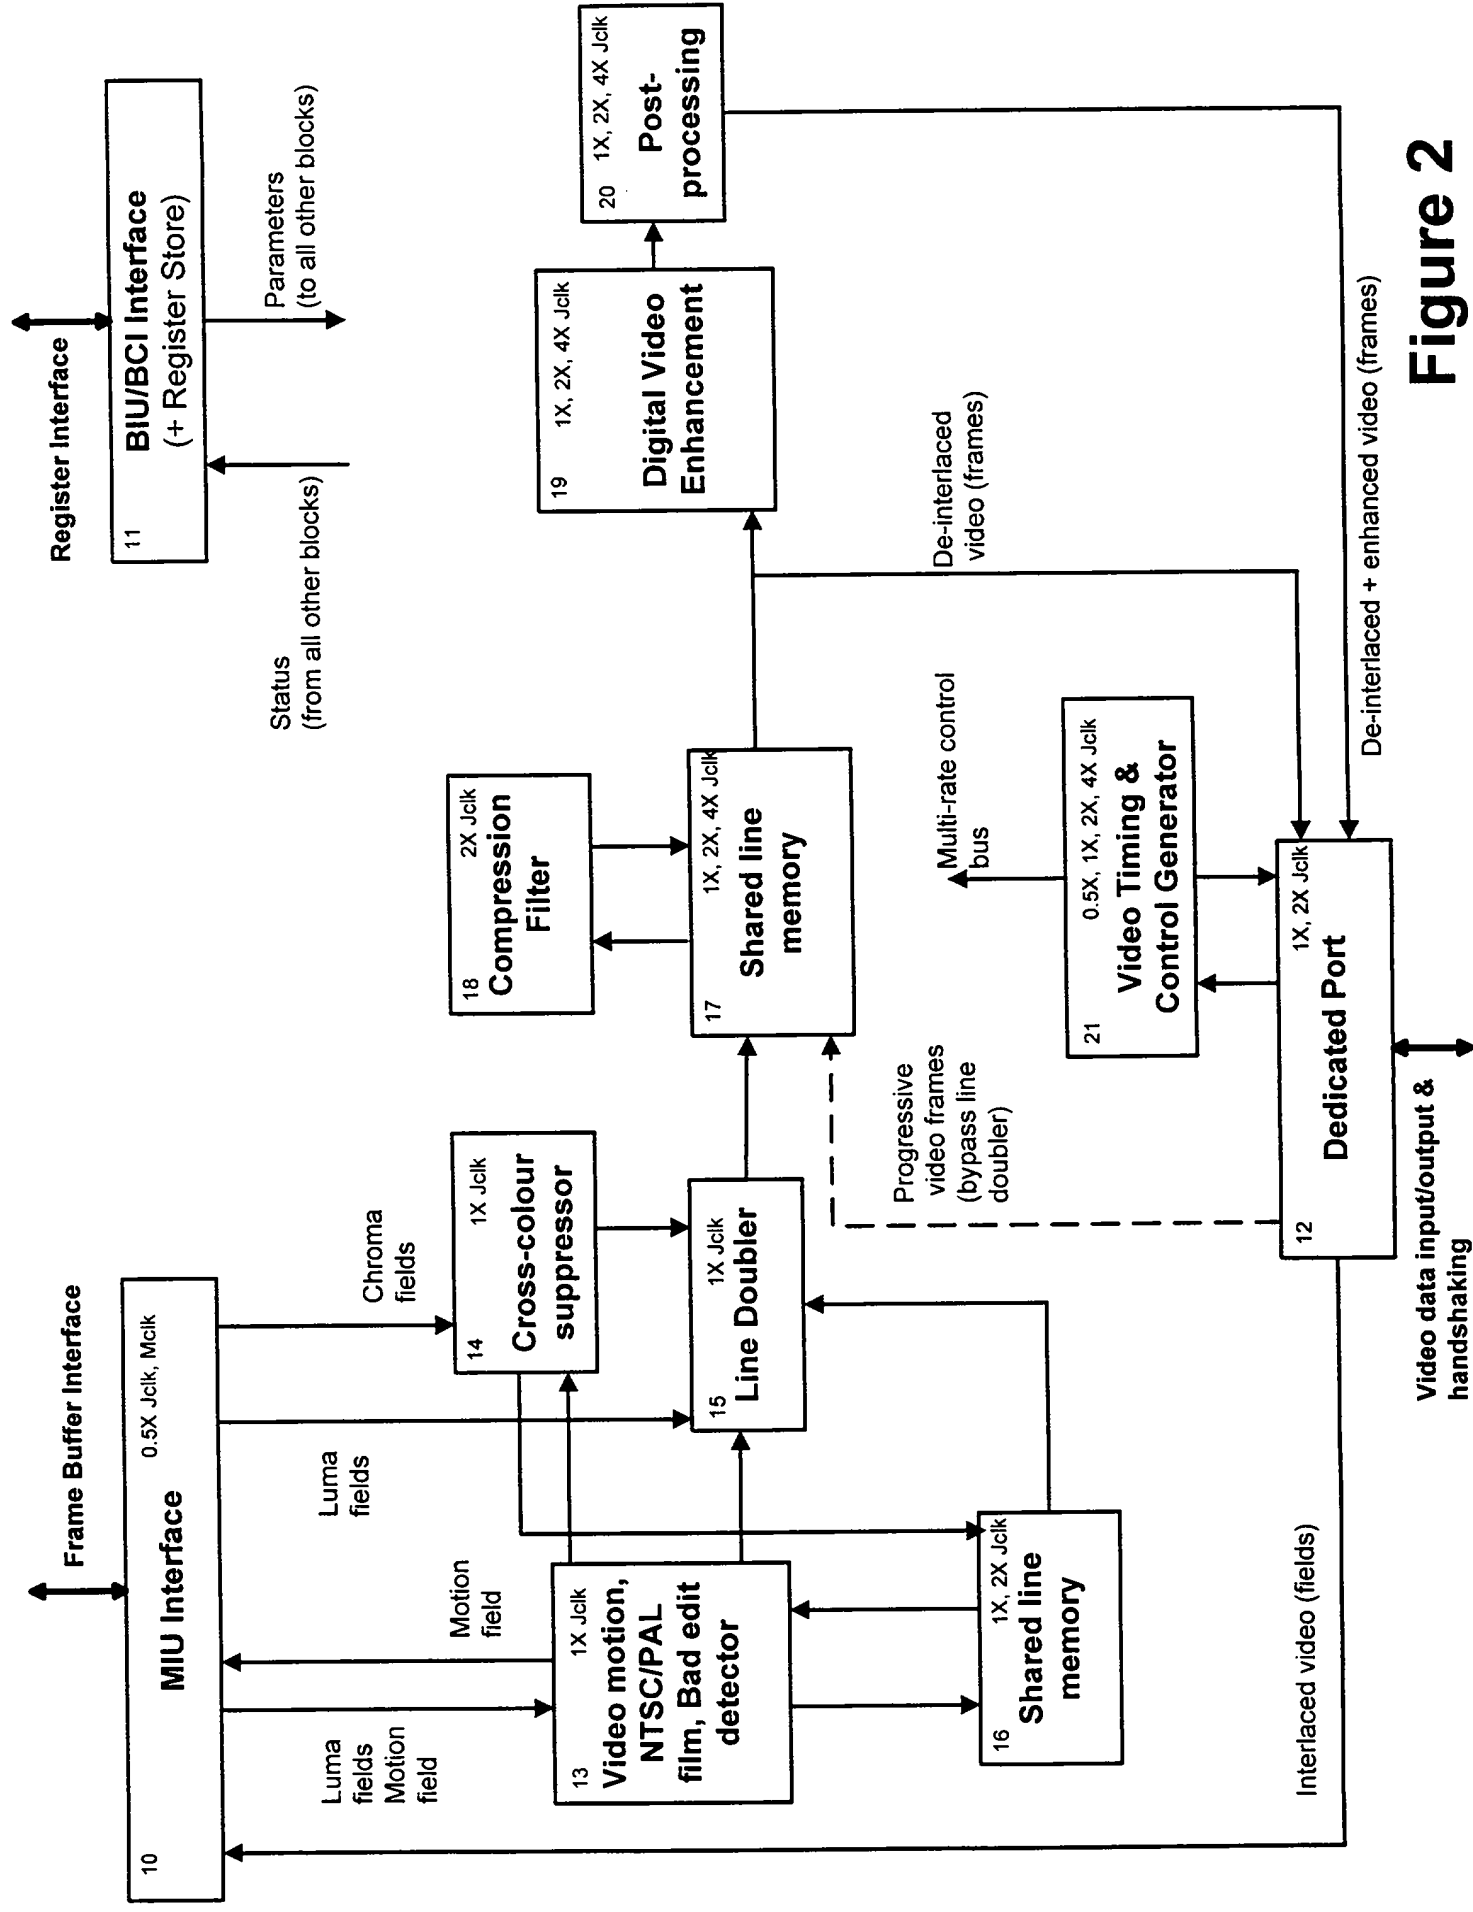 Frame Buffer Interface
10
MIU Interface
0.5X Jclk, Mclk
Register Interface
11
BIU/BCI Interface
(+ Register Store)
Status
(from all other blocks)
Parameters
(to all other blocks)
Luma
fields
Motion
field
Motion
field
Luma
fields
Chroma
fields
13
1X Jclk
Video motion,
NTSC/PAL
film, Bad edit
detector
14
1X Jclk
Cross-colour
suppressor
15
1X Jclk
Line Doubler
16
1X, 2X Jclk
Shared line
memory
18
2X Jclk
Compression
Filter
17
1X, 2X, 4X Jclk
Shared line
memory
19
1X, 2X, 4X Jclk
Digital Video
Enhancement
20
1X, 2X, 4X Jclk
Post-
processing
Progressive
video frames
(bypass line
doubler)
Multi-rate control
bus
De-interlaced
video (frames)
21
0.5X, 1X, 2X, 4X Jclk
Video Timing &
Control Generator
12
1X, 2X Jclk
Dedicated Port
Interlaced video (fields)
De-interlaced + enhanced video (frames)
Video data input/output &
handshaking
Figure 2